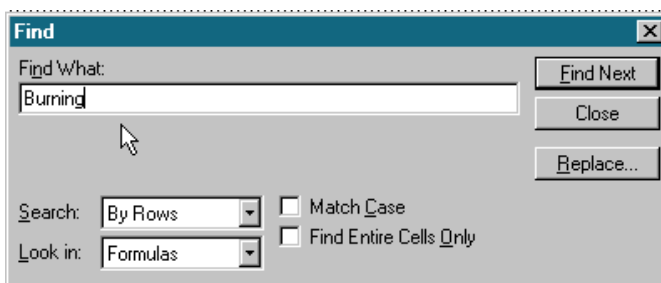 Find
Find What:
Find Next
Burning
Close
Replace...
Search: By Rows Match Case
Look in: Formulas Find Entire Cells Only